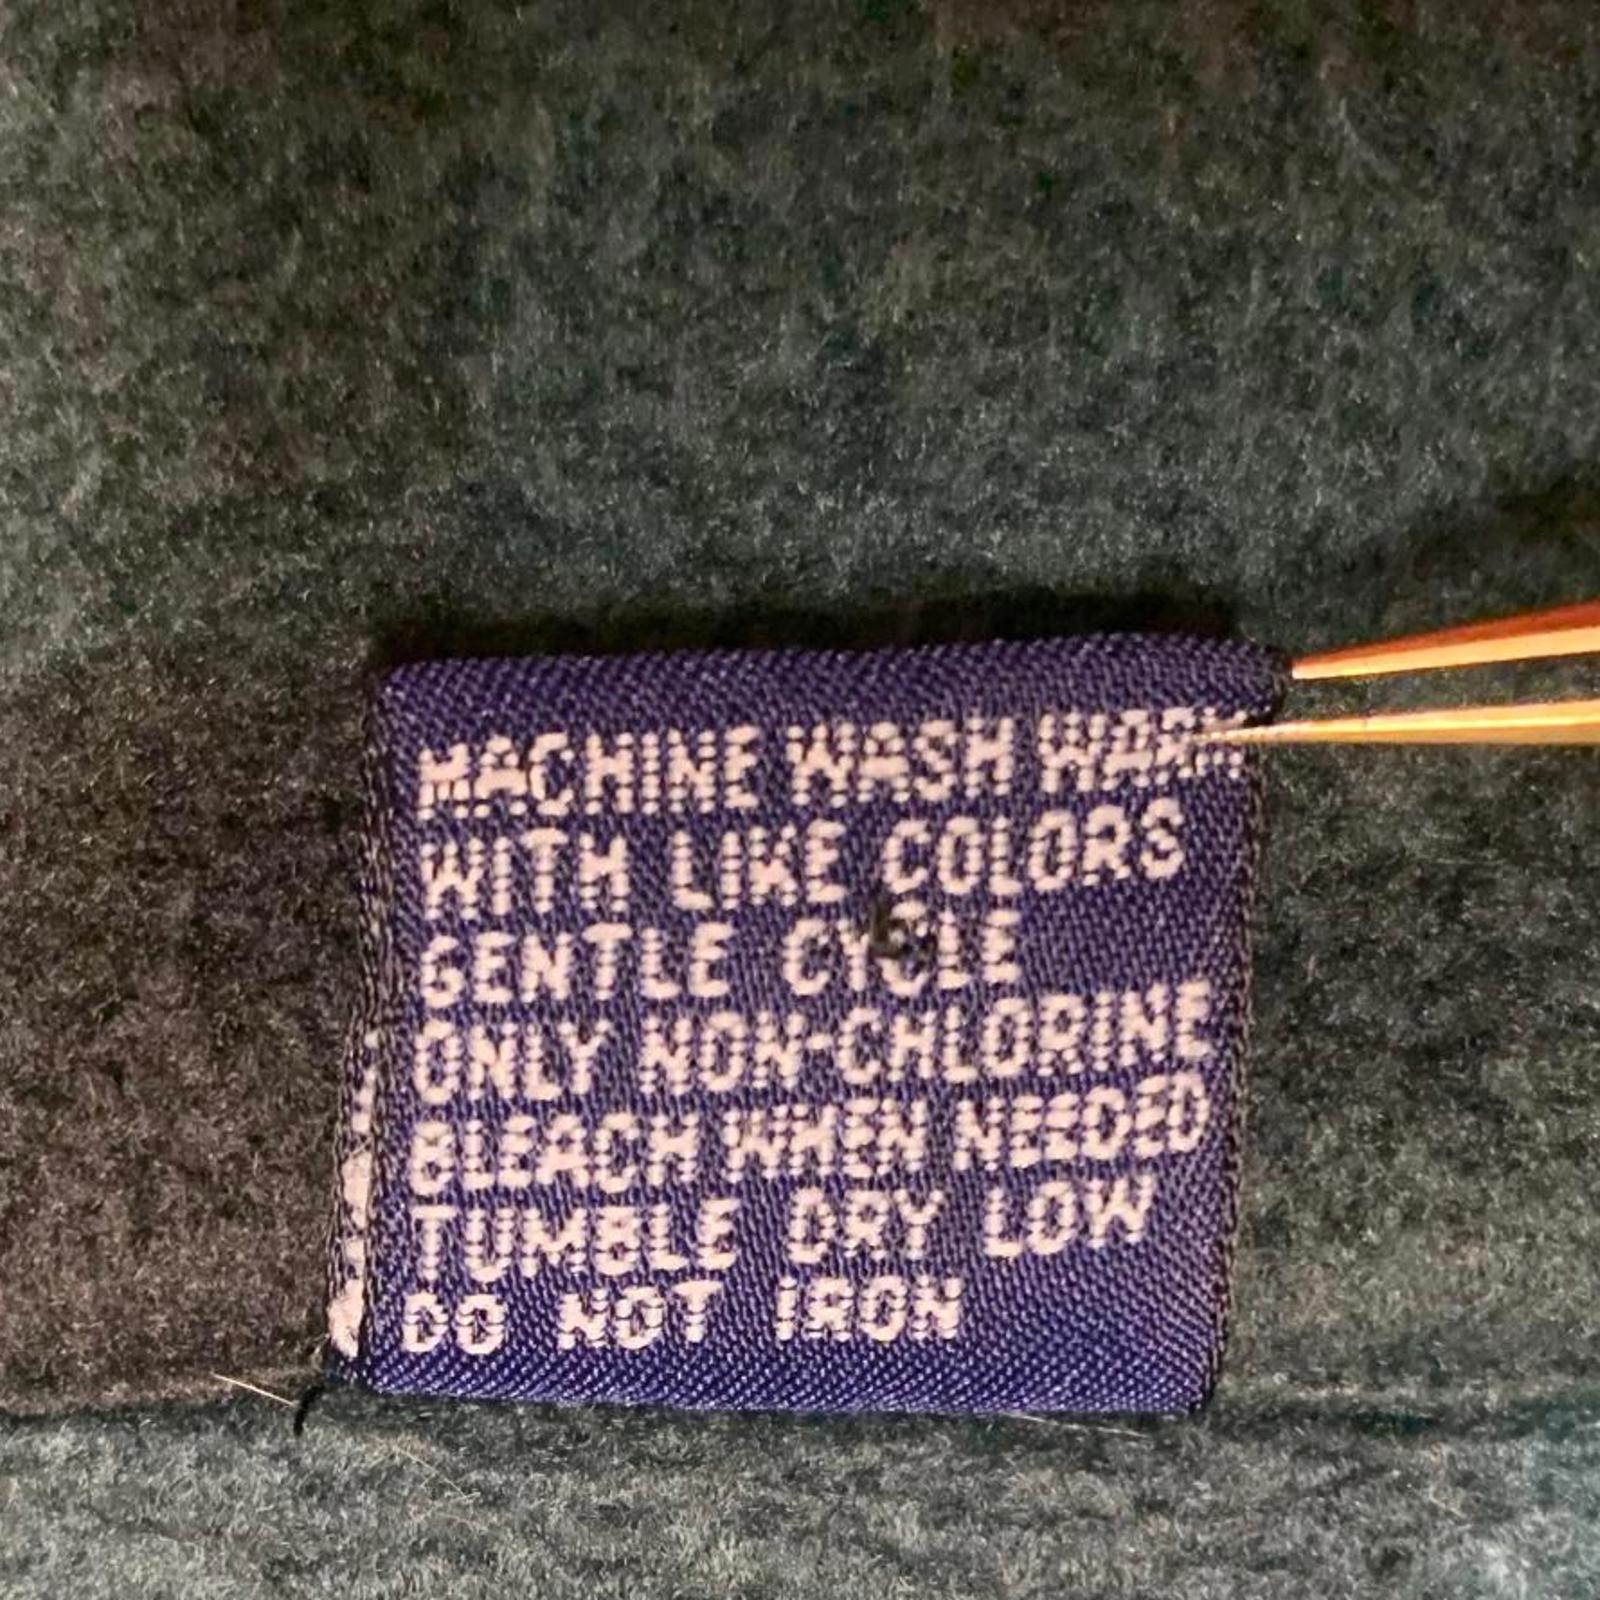 MACHINE WASH WARM
WITH LIKE COLORS
GENTLE CYCLE
ONLY NON-CHLORINE
BLEACH WHEN NEEDED
TUMBLE DRY LOW
DO NOT IRON